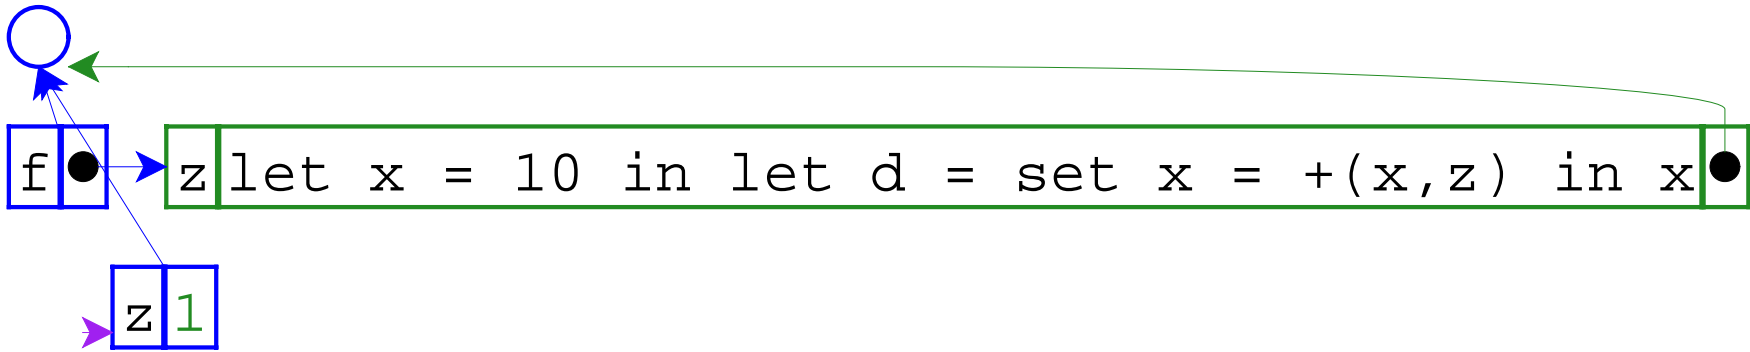 f z let x = 10 in let d = set x = +(x,z) in x
z 1